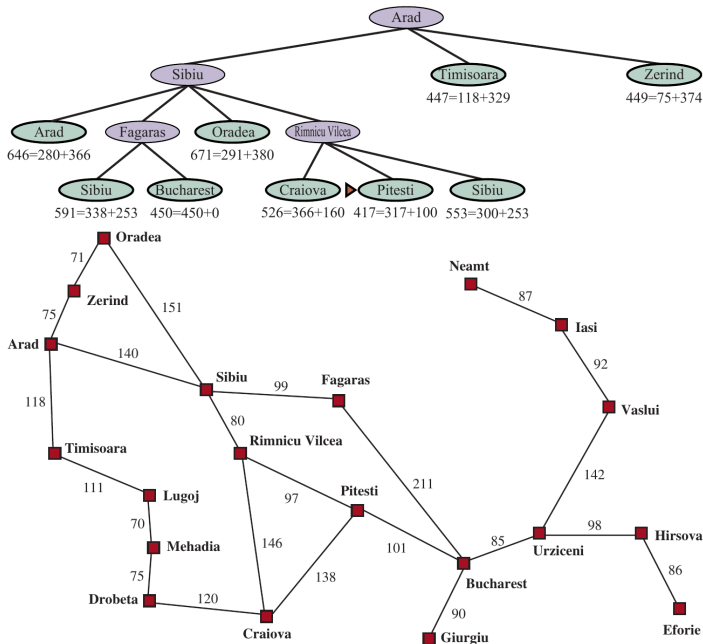 Arad
Sibiu Timisoara Zerind
447=118+329 449=75+374
Arad Fagaras Oradea Rimnicu Vilcea
646=280+366 671=291+380
Sibiu Bucharest Craiova Pitesti Sibiu
591=338+253 450=450+0 526=366+160 417=317+100 553=300+253
Oradea
71
Neamt
Zerind
87
151
75
Iasi
Arad
140
92
Sibiu
99
Fagaras
118
80
Vaslui
Timisoara
Rimnicu Vilcea
111
142
Lugoj
97
Pitesti
211
70
98
Hirsova
Mehadia
146
101
85
Urziceni
75
138
86
Bucharest
Drobeta
120
90
Craiova
Giurgiu
Eforie